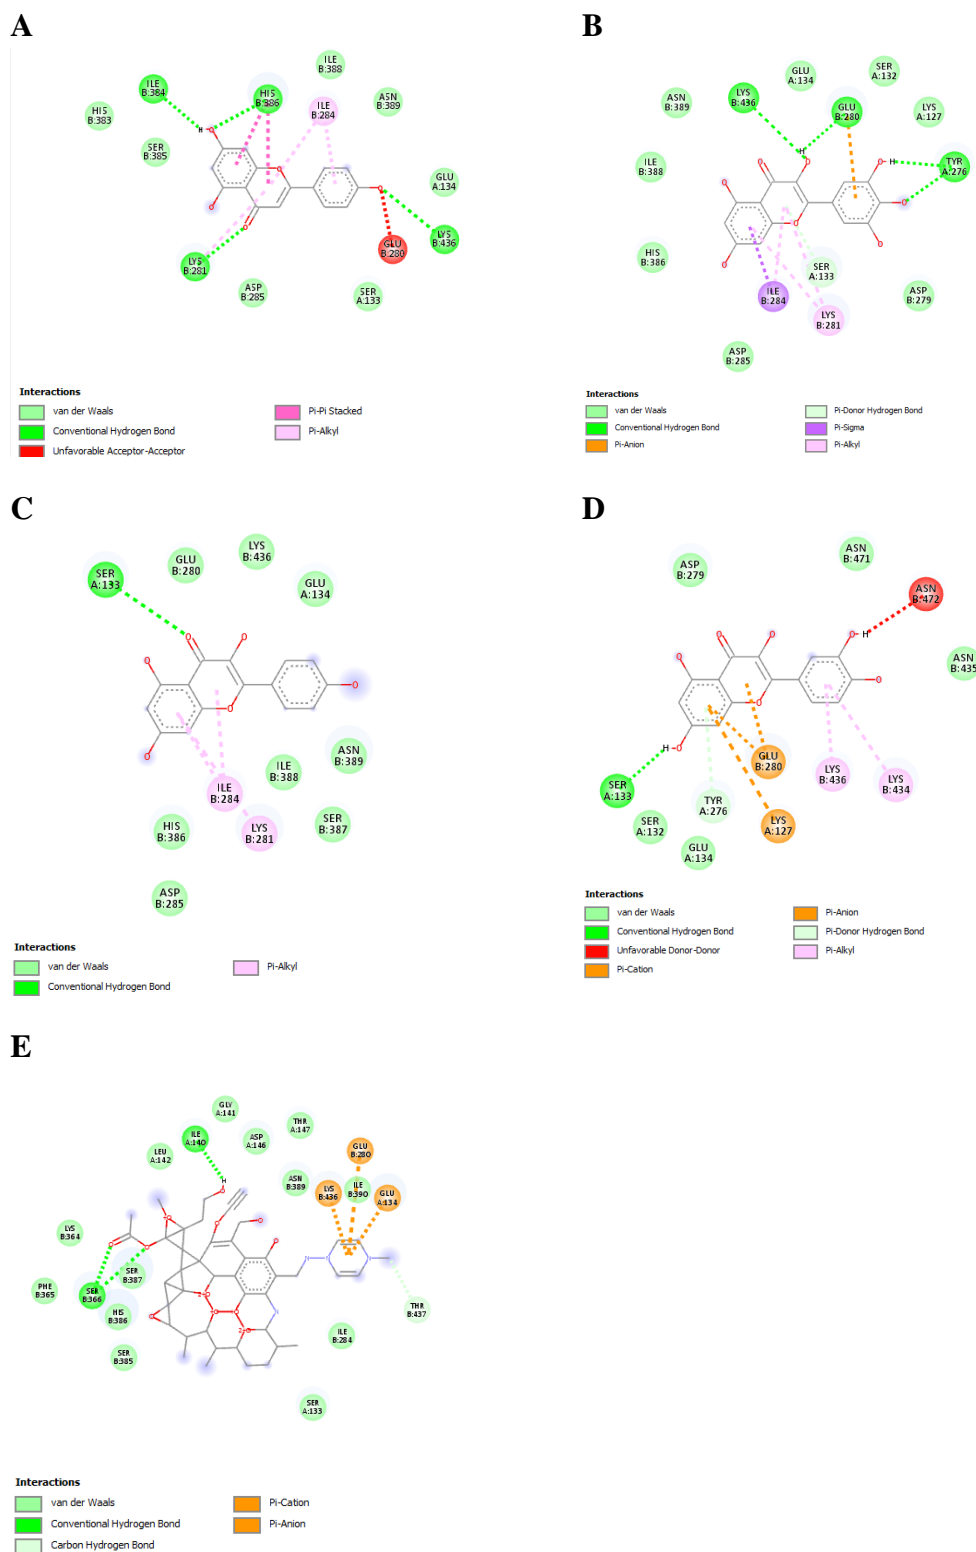 A
ILE
B:388
ILE
B:384
HIS
B:386
ILE
B:284
ASN
B:389
HIS
B:383
H
O
SER
B:385
O
O
O
O
GLU
A:134
GLU
B:280
LYS
B:436
LYS
B:281
ASP
B:285
SER
A:133
Interactions
van der Waals
Conventional Hydrogen Bond
Unfavorable Acceptor-Acceptor
Pi-Pi Stacked
Pi-Alkyl
B
GLU
A:134
SER
A:132
LYS
B:436
ASN
B:389
GLU
B:280
LYS
A:127
H
O
O
O
H
TYR
A:276
ILE
B:388
O
O
O
O
O
HIS
B:386
SER
B:133
ILE
B:284
LYS
B:281
ASP
B:279
ASP
B:285
Interactions
van der Waals
Conventional Hydrogen Bond
Pi-Anion
Pi-Donor Hydrogen Bond
Pi-Sigma
Pi-Alkyl
C
LYS
B:436
GLU
B:280
SER
A:133
GLU
A:134
O
O
O
O
O
O
ASN
B:389
ILE
B:388
ILE
B:284
HIS
B:386
LYS
B:281
SER
B:387
ASP
B:285
Interactions
van der Waals
Conventional Hydrogen Bond
Pi-Alkyl
D
ASN
B:471
ASP
B:279
ASN
B:472
O
O
O
O
H
ASN
B:435
O
O
H
O
GLU
B:280
LYS
B:436
LYS
B:434
SER
A:133
TYR
A:276
LYS
A:127
SER
A:132
GLU
A:134
Interactions
van der Waals
Conventional Hydrogen Bond
Unfavorable Donor-Donor
Pi-Cation
Pi-Anion
Pi-Donor Hydrogen Bond
Pi-Alkyl
E
GLY
A:141
THR
A:147
ILE
A:140
ASP
A:146
LEU
A:142
GLU
B:280
ASN
B:389
LYS
B:436
ILE
B:390
GLU
A:134
LYS
B:364
SER
B:387
PHE
B:365
SER
B:366
HIS
B:386
THR
B:437
ILE
B:284
SER
B:385
SER
A:133
Interactions
van der Waals
Conventional Hydrogen Bond
Carbon Hydrogen Bond
Pi-Cation
Pi-Anion